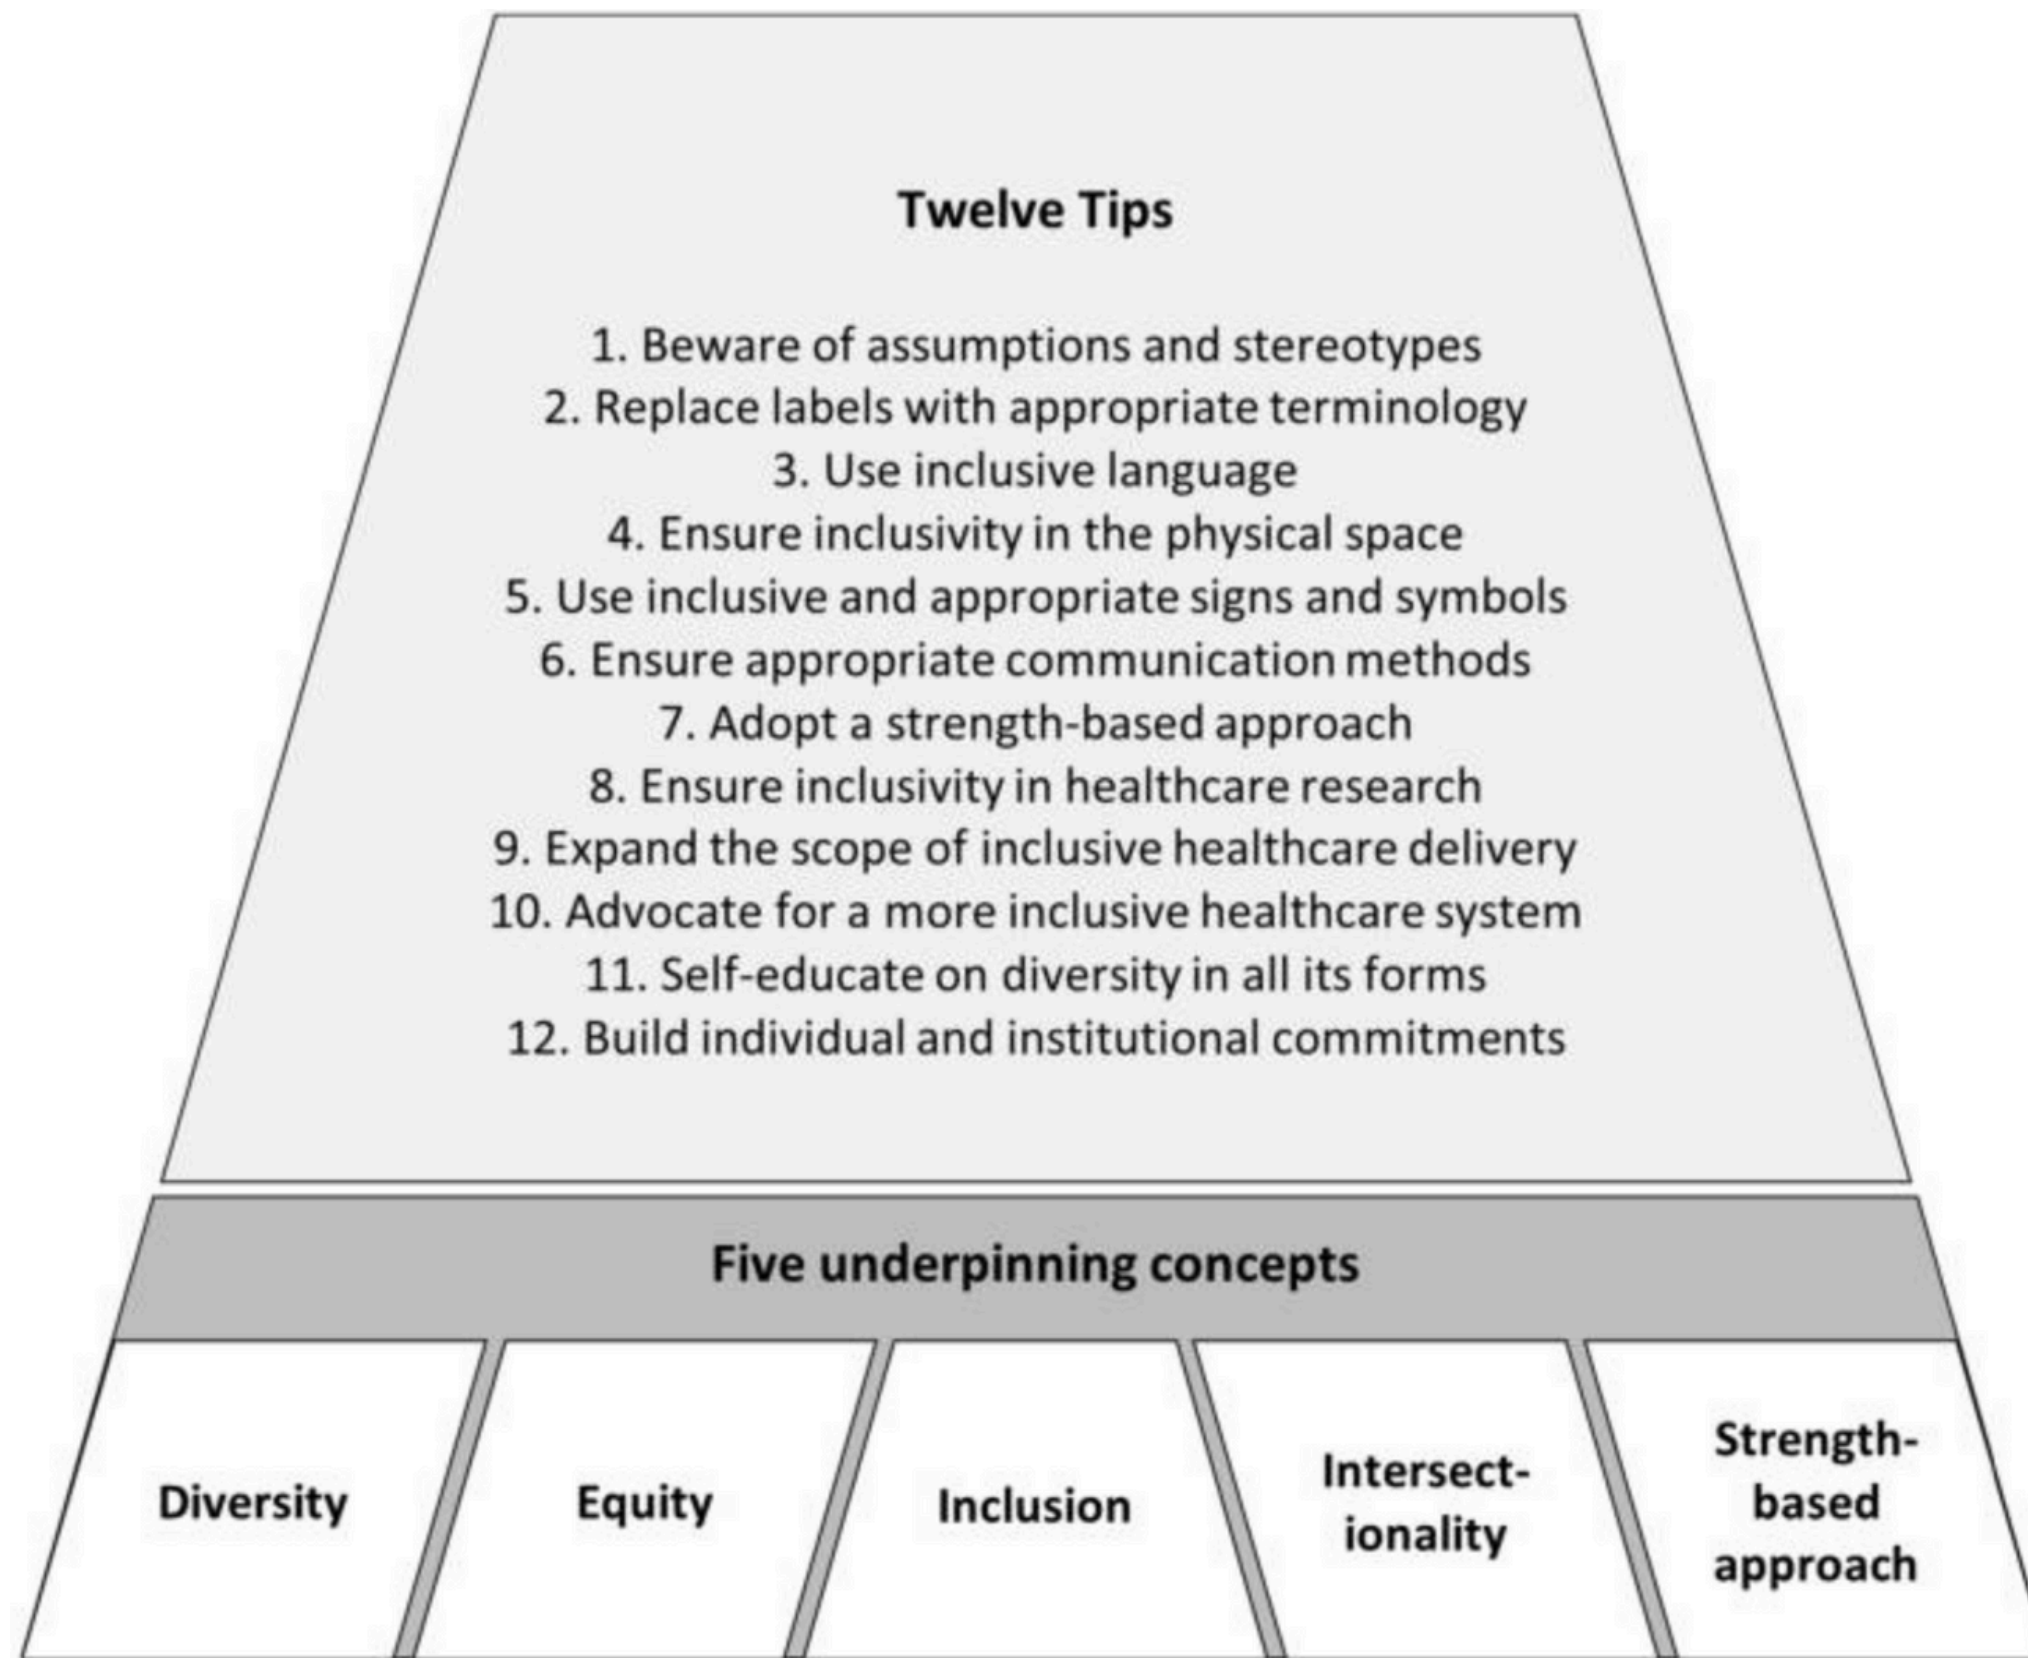 Twelve Tips
1. Beware of assumptions and stereotypes
2. Replace labels with appropriate terminology
3. Use inclusive language
4. Ensure inclusivity in the physical space
5. Use inclusive and appropriate signs and symbols
6. Ensure appropriate communication methods
7. Adopt a strength-based approach
8. Ensure inclusivity in healthcare research
9. Expand the scope of inclusive healthcare delivery
10. Advocate for a more inclusive healthcare system
11. Self-educate on diversity in all its forms
12. Build individual and institutional commitments
Five underpinning concepts
Diversity
Equity
Inclusion
Intersect-
ionality
Strength-
based
approach